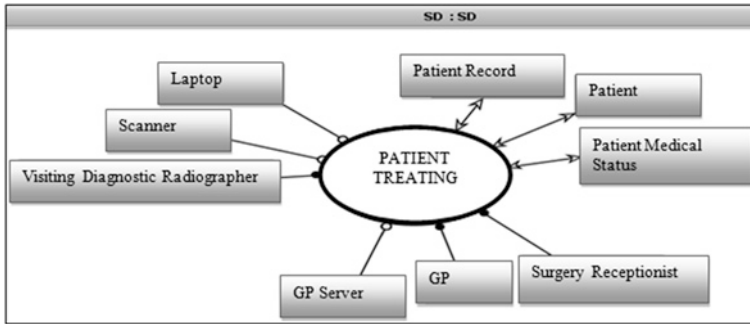 SD : SD
Laptop
Patient Record
Patient
Scanner
Patient Medical
Status
PATIENT
TREATING
Visiting Diagnostic Radiographer
GP Server
GP
Surgery Receptionist